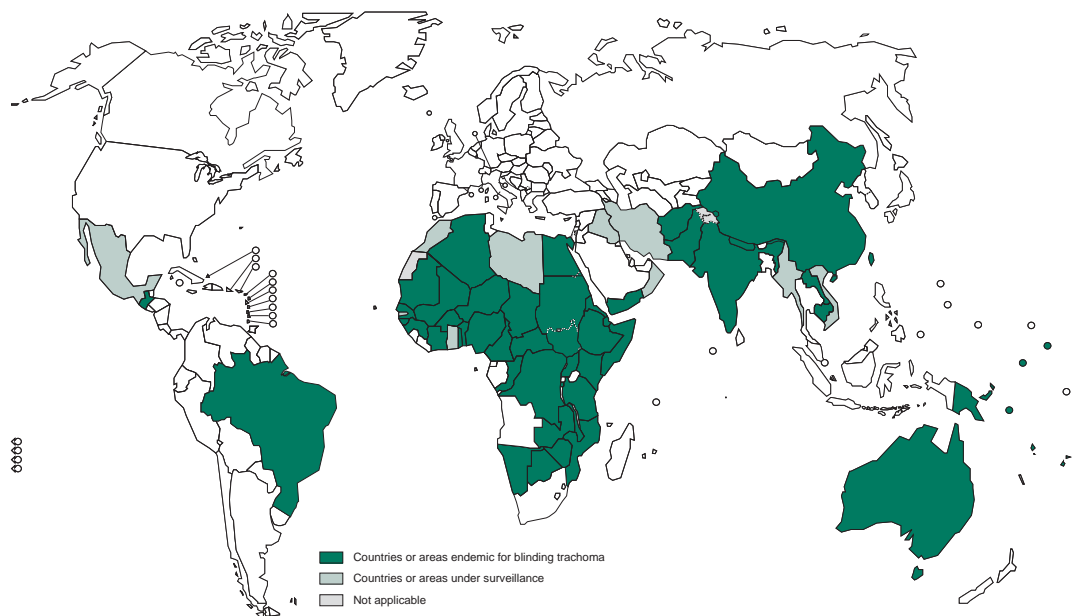 Countries or areas endemic for blinding trachoma
Countries or areas under surveillance
Not applicable